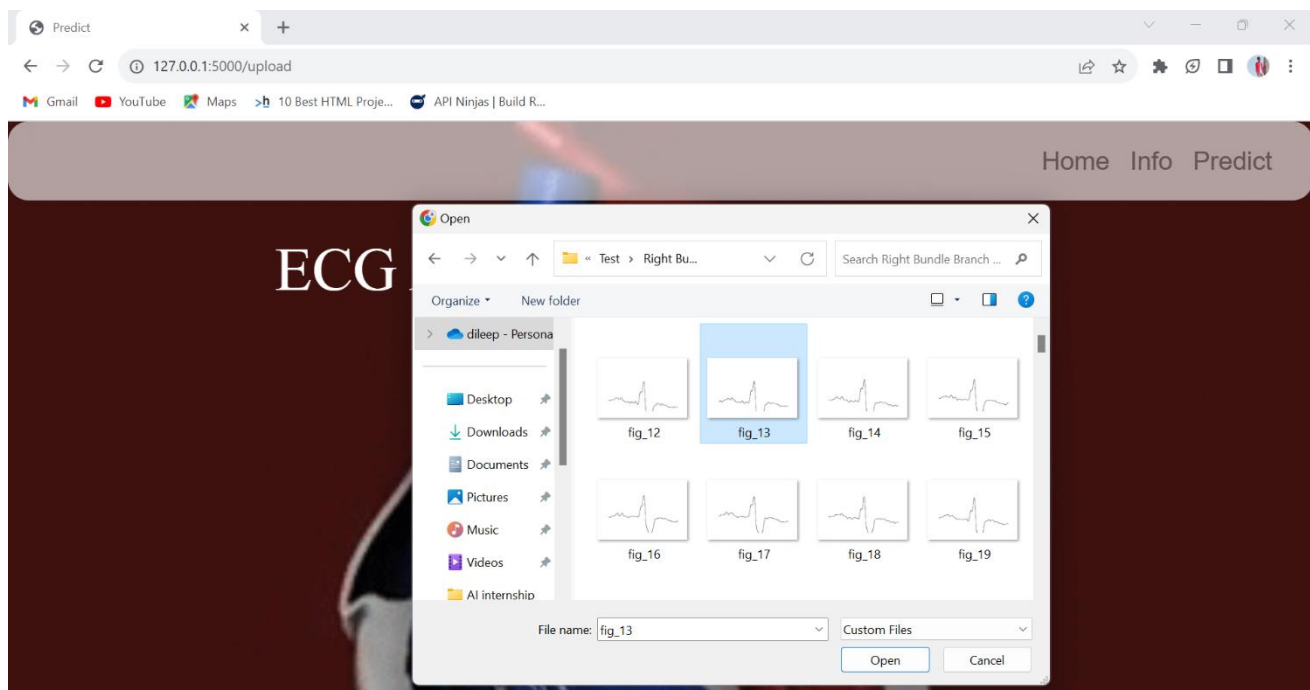 Predict
127.0.0.1:5000/upload
Gmail YouTube Maps >h 10 Best HTML Proje... API Ninjas | Build R...
Home Info Predict
ECG
Open
« Test › Right Bu... Search Right Bundle Branch ...
Organize New folder
dileep - Persona
Desktop
Downloads
Documents
Pictures
Music
Videos
AI internship
fig_12 fig_13 fig_14 fig_15
fig_16 fig_17 fig_18 fig_19
File name: fig_13 Custom Files
Open Cancel